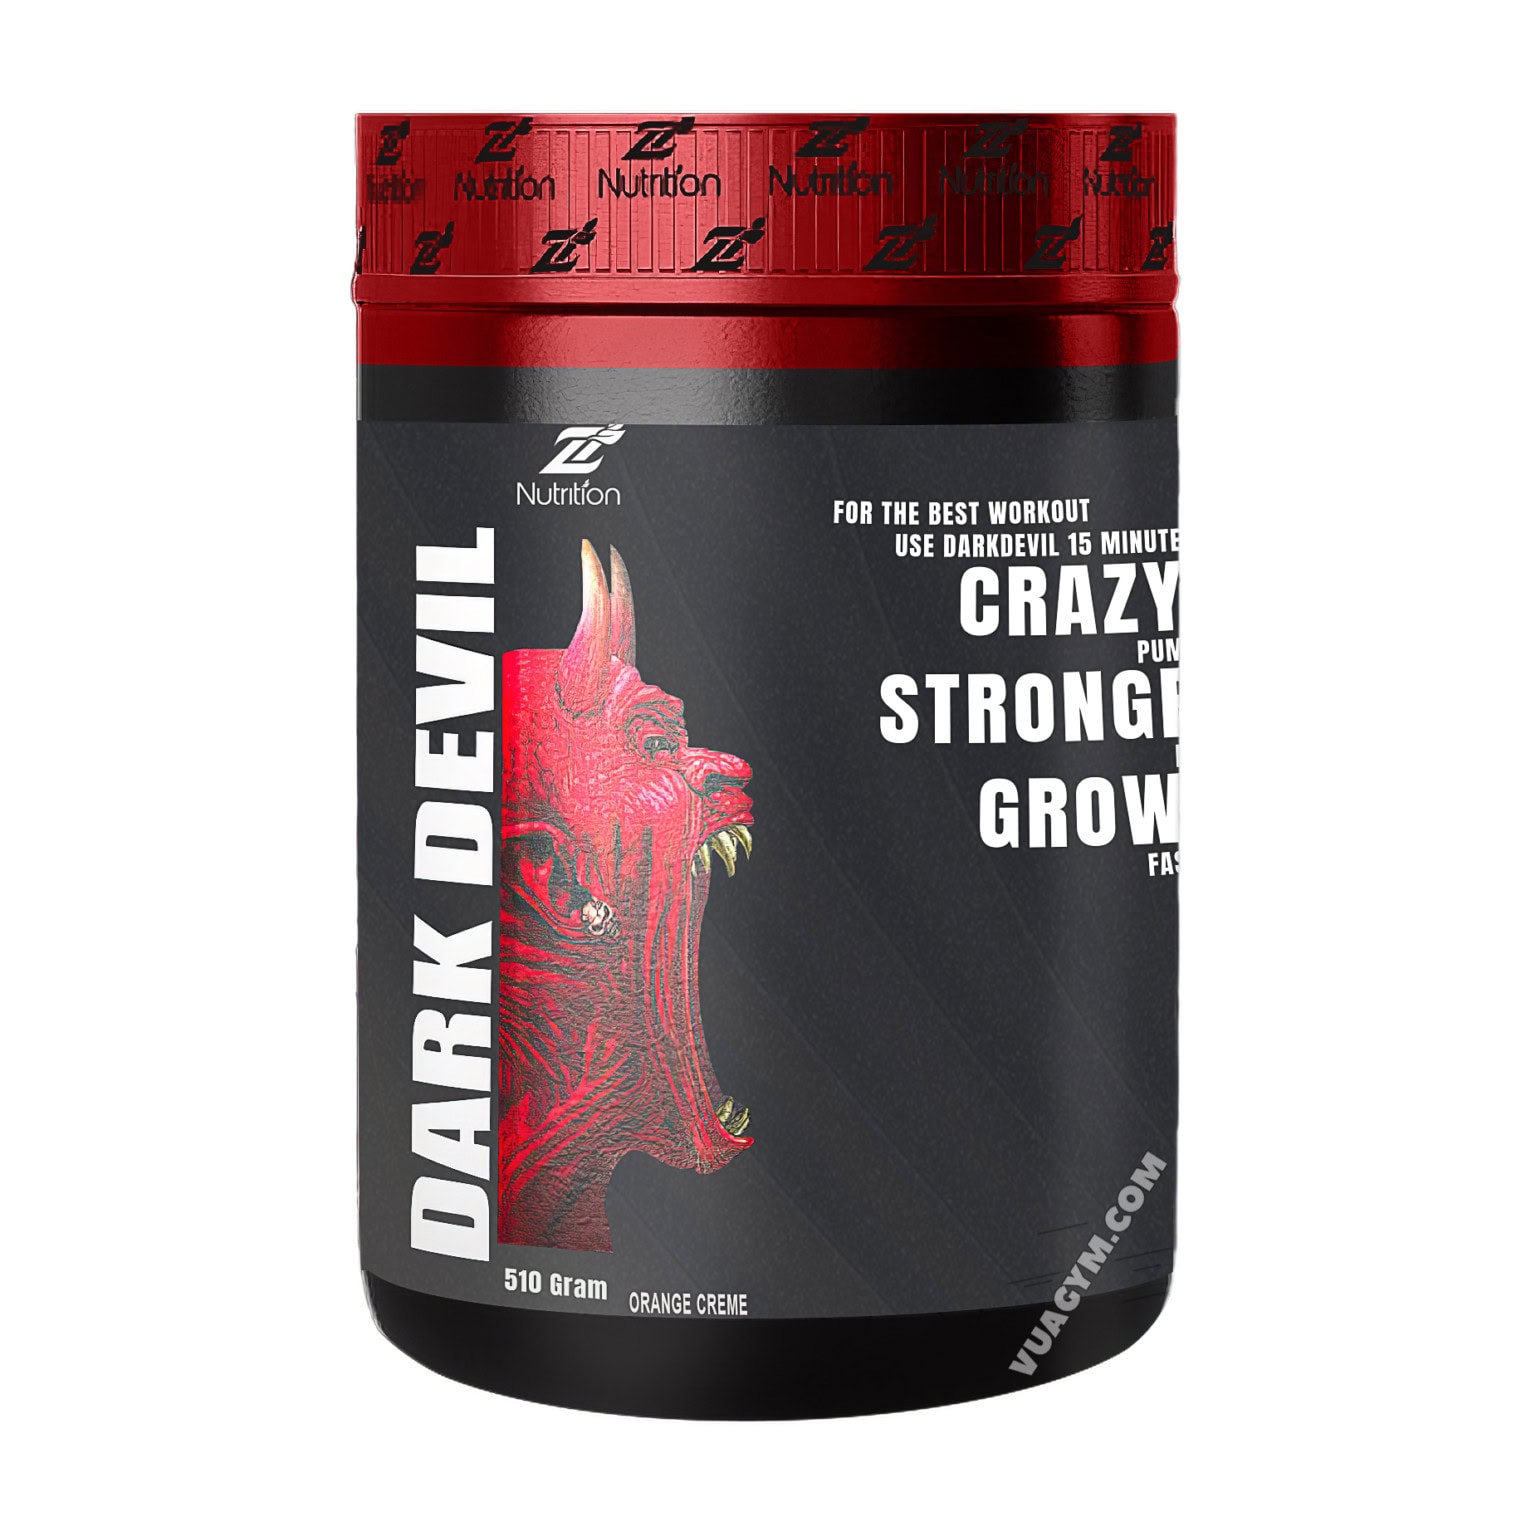 Nutrition
Nutrition
Nutrition
Nutrition
Nutrition
Nutrition
Nutrition
DARK DEVIL
FOR THE BEST WORKOUT
USE DARKDEVIL 15 MINUTE
CRAZY
PUM
STRONGE
GROW
FAS
510 Gram
ORANGE CREME
VUAGYM.COM